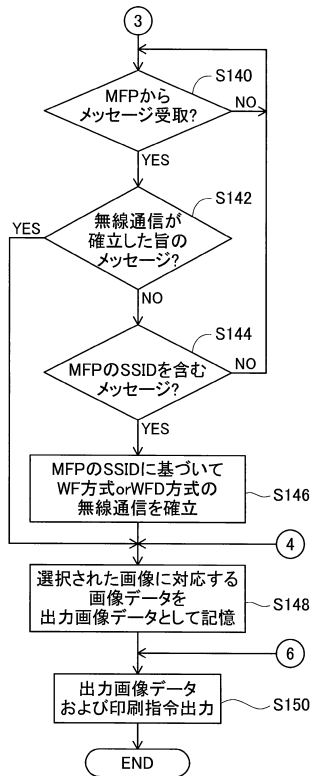 3
S140
MFPから
メッセージ受取?
NO
YES
S142
無線通信が
確立した旨の
メッセージ?
YES
NO
S144
MFPのSSIDを含む
メッセージ?
NO
YES
MFPのSSIDに基づいて
WF方式orWFD方式の
無線通信を確立
S146
4
選択された画像に対応する
画像データを
出力画像データとして記憶
S148
6
出力画像データ
および印刷指令出力
S150
END